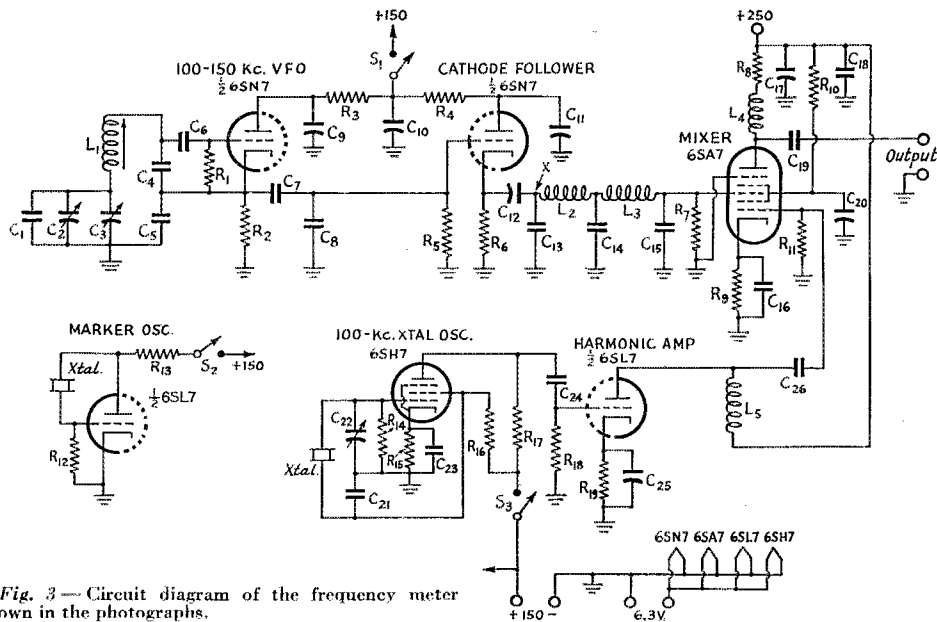 +150
+250
S1
100-150 Kc. VFO
½ 6SN7
CATHODE FOLLOWER
½ 6SN7
R3
R4
R8
C17
R10
C18
L4
C9
C10
C11
MIXER
6SA7
C19
Output
L1
C6
R1
C4
C7
X
C12
L2
L3
R7
C20
C1
C2
C3
C5
R2
C8
R5
R6
C13
C14
C15
R11
R9
C16
MARKER OSC.
R13
S2
+150
Xtal.
½ 6SL7
R12
100-Kc. XTAL OSC.
6SH7
HARMONIC AMP
½ 6SL7
C26
C24
L5
C22
R14
R15
C23
R16
R17
R18
Xtal.
C21
S3
R19
C25
6SN7 6SA7 6SL7 6SH7
+150-
6.3V.
Fig. 3 — Circuit diagram of the frequency meter
own in the photographs.